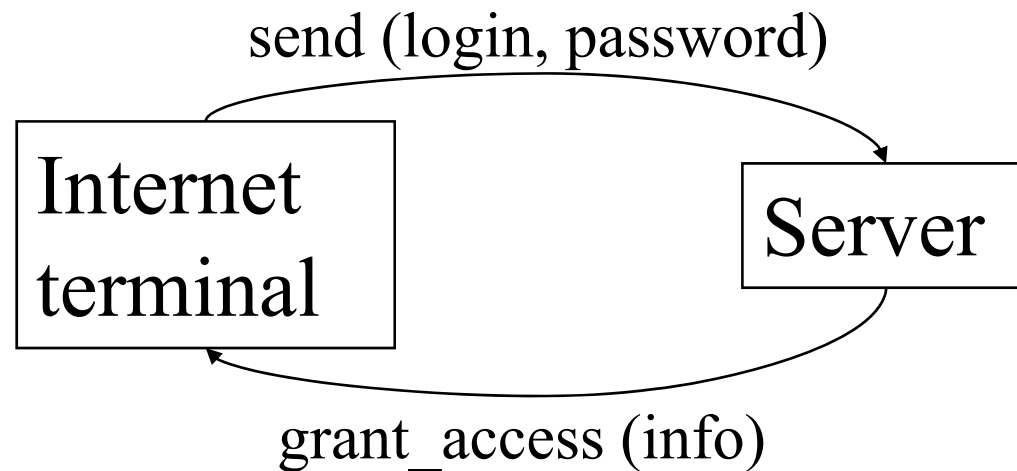 send (login, password)
Internet
terminal
Server
grant_access (info)